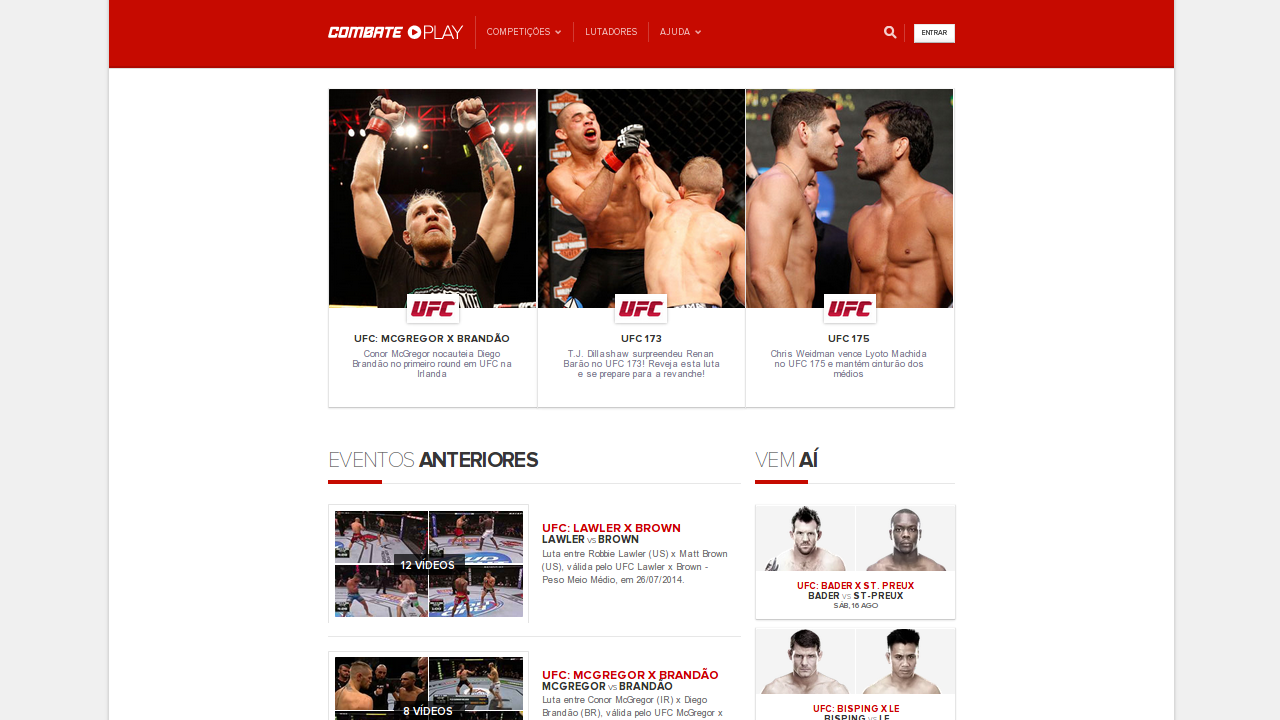 COMBATE PLAY
COMPETIÇÕES
LUTADORES
AJUDA
ENTRAR
UFC
UFC: MCGREGOR X BRANDÃO
Conor McGregor nocauteia Diego
Brandão no primeiro round em UFC na
Irlanda
UFC
UFC 173
T.J. Dillashaw surpreendeu Renan
Barão no UFC 173! Reveja esta luta
e se prepare para a revanche!
UFC
UFC 175
Chris Weidman vence Lyoto Machida
no UFC 175 e mantém cinturão dos
médios
EVENTOS ANTERIORES
12 VÍDEOS
UFC: LAWLER X BROWN
LAWLER VS BROWN
Luta entre Robbie Lawler (US) x Matt Brown
(US), válida pelo UFC Lawler x Brown -
Peso Meio Médio, em 26/07/2014.
8 VÍDEOS
UFC: MCGREGOR X BRANDÃO
MCGREGOR VS BRANDÃO
Luta entre Conor McGregor (IR) x Diego
Brandão (BR), válida pelo UFC McGregor x
VEM AÍ
UFC: BADER X ST. PREUX
BADER VS ST-PREUX
SÁB, 16 AGO
UFC: BISPING X LE
BISPING VS LE